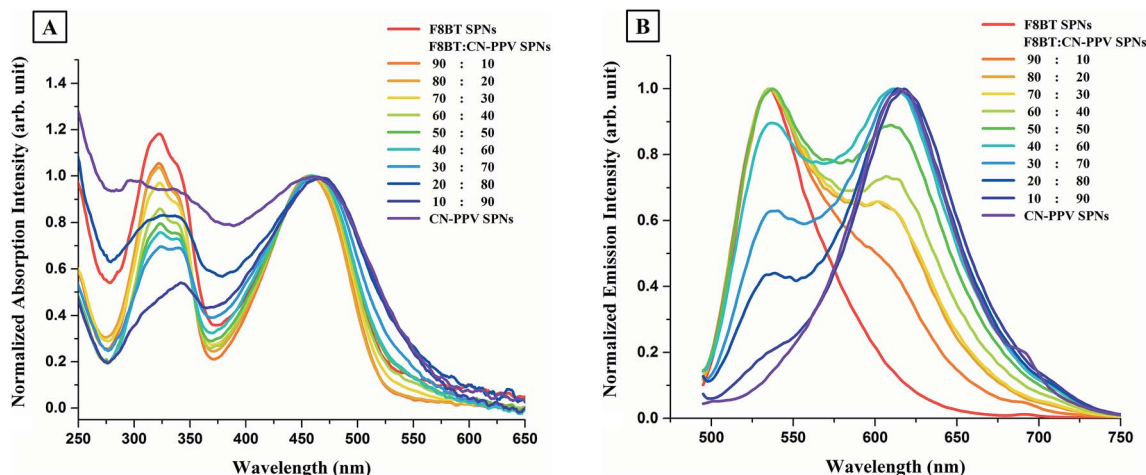 A
F8BT SPNs
F8BT:CN-PPV SPNs
90 : 10
80 : 20
70 : 30
60 : 40
50 : 50
40 : 60
30 : 70
20 : 80
10 : 90
CN-PPV SPNs
Normalized Absorption Intensity (arb. unit)
1.4
1.2
1.0
0.8
0.6
0.4
0.2
0.0
250 300 350 400 450 500 550 600 650
Wavelength (nm)
B
F8BT SPNs
F8BT:CN-PPV SPNs
90 : 10
80 : 20
70 : 30
60 : 40
50 : 50
40 : 60
30 : 70
20 : 80
10 : 90
CN-PPV SPNs
Normalized Emission Intensity (arb. unit)
1.0
0.8
0.6
0.4
0.2
0.0
500 550 600 650 700 750
Wavelength (nm)